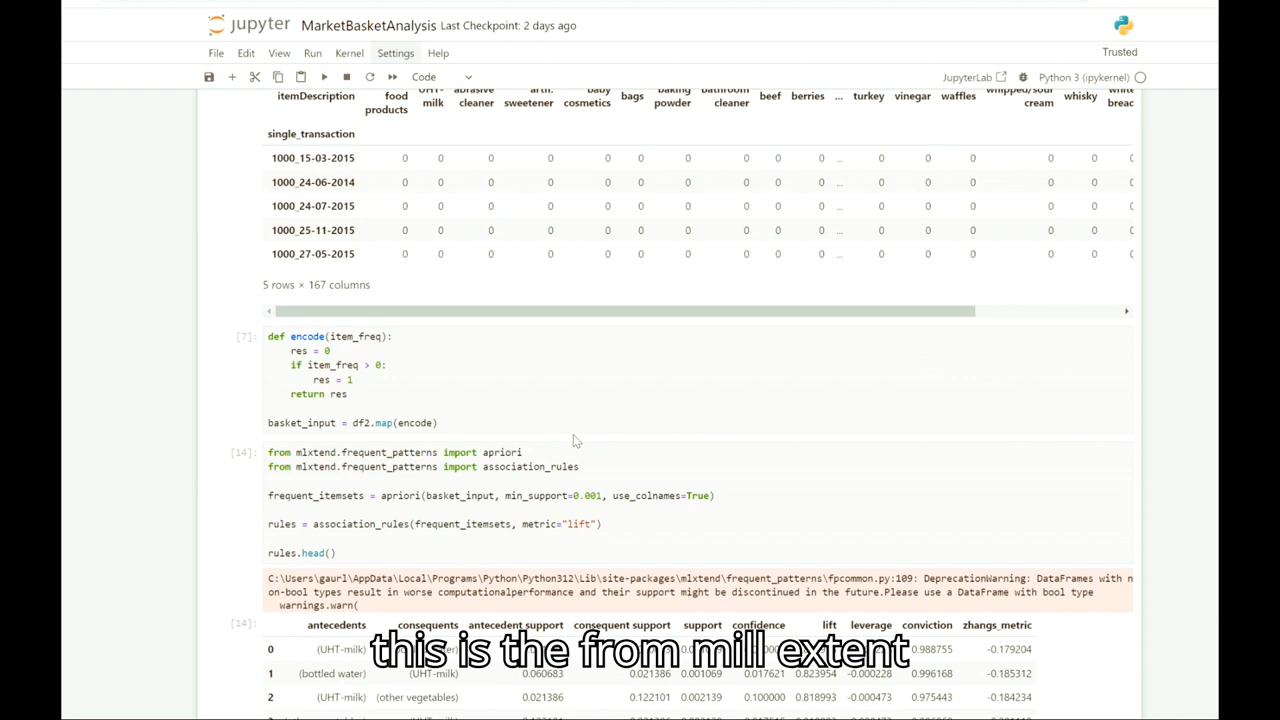 jupyter MarketBasketAnalysis Last Checkpoint: 2 days ago
File Edit View Run Kernel Settings Help Trusted
Code JupyterLab Python 3 (ipykernel)
itemDescription food products UHT-milk abrasive cleaner artif. sweetener baby cosmetics bags baking powder bathroom cleaner beef berries ... turkey vinegar waffles whipped/sour cream whisky white bread
single_transaction
1000_15-03-2015 0 0 0 0 0 0 0 0 0 0 ... 0 0 0 0 0 0
1000_24-06-2014 0 0 0 0 0 0 0 0 0 0 ... 0 0 0 0 0 0
1000_24-07-2015 0 0 0 0 0 0 0 0 0 0 ... 0 0 0 0 0 0
1000_25-11-2015 0 0 0 0 0 0 0 0 0 0 ... 0 0 0 0 0 0
1000_27-05-2015 0 0 0 0 0 0 0 0 0 0 ... 0 0 0 0 0 0
5 rows × 167 columns
[7]: def encode(item_freq):
res = 0
if item_freq > 0:
res = 1
return res
basket_input = df2.map(encode)
[14]: from mlxtend.frequent_patterns import apriori
from mlxtend.frequent_patterns import association_rules
frequent_itemsets = apriori(basket_input, min_support=0.001, use_colnames=True)
rules = association_rules(frequent_itemsets, metric="lift")
rules.head()
C:\Users\gaurl\AppData\Local\Programs\Python\Python312\Lib\site-packages\mlxtend\frequent_patterns\fpcommon.py:109: DeprecationWarning: DataFrames with n
on-bool types result in worse computationalperformance and their support might be discontinued in the future.Please use a DataFrame with bool type
warnings.warn(
[14]: antecedents consequents antecedent support consequent support support confidence lift leverage conviction zhangs_metric
0 (UHT-milk) 0.988755 -0.179204
this is the from mill extent
1 (bottled water) (UHT-milk) 0.060683 0.021386 0.001069 0.017621 0.823954 -0.000228 0.996168 -0.185312
2 (UHT-milk) (other vegetables) 0.021386 0.122101 0.002139 0.100000 0.818993 -0.000473 0.975443 -0.184234